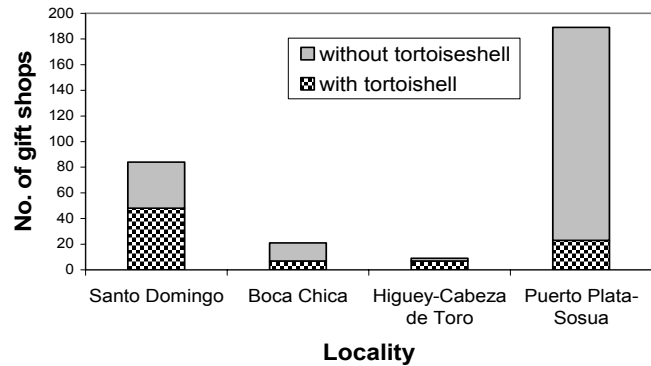 No. of gift shops
200
180
160
140
120
100
80
60
40
20
0
without tortoiseshell
with tortoishell
Santo Domingo
Boca Chica
Higuey-Cabeza
de Toro
Puerto Plata-
Sosua
Locality